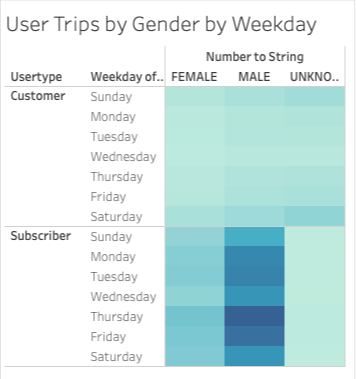 User Trips by Gender by Weekday
Number to String
Usertype Weekday of.. FEMALE MALE UNKNO..
Customer Sunday
Monday
Tuesday
Wednesday
Thursday
Friday
Saturday
Subscriber Sunday
Monday
Tuesday
Wednesday
Thursday
Friday
Saturday